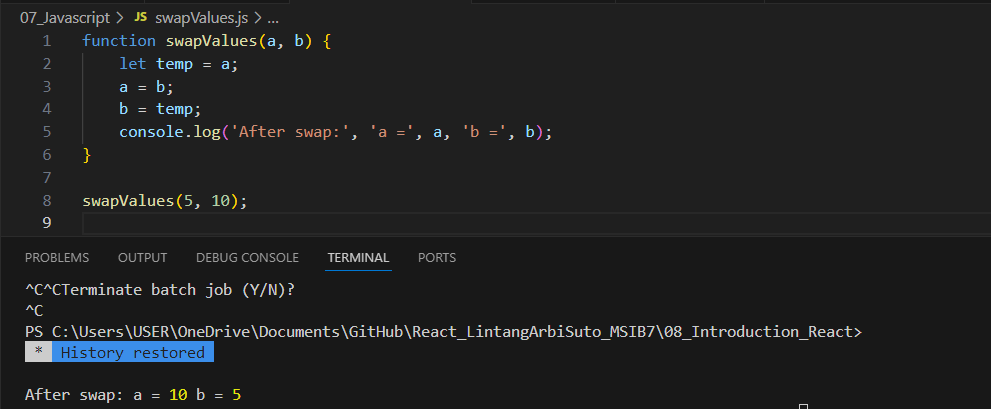 07_Javascript > JS swapValues.js > ...
1 function swapValues(a, b) {
2 let temp = a;
3 a = b;
4 b = temp;
5 console.log('After swap:', 'a =', a, 'b =', b);
6 }
7
8 swapValues(5, 10);
9
PROBLEMS OUTPUT DEBUG CONSOLE TERMINAL PORTS
^C^CTerminate batch job (Y/N)?
^C
PS C:\Users\USER\OneDrive\Documents\GitHub\React_LintangArbiSuto_MSIB7\08_Introduction_React>
* History restored
After swap: a = 10 b = 5